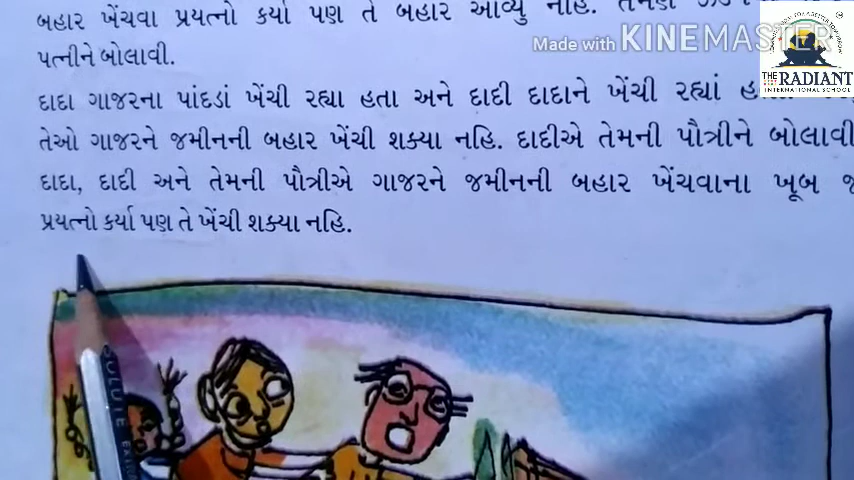 બહાર ખેંચવા પ્રયત્નો કર્યા પણ તે બહાર આવ્યુ નહિ. તેમણે
પત્નીને બોલાવી.
દાદા ગાજરના પાંદડાં ખેંચી રહ્યા હતા અને દાદી દાદાને ખેંચી રહ્યાં
તેઓ ગાજરને જમીનની બહાર ખેંચી શક્યા નહિ. દાદીએ તેમની પૌત્રીને બોલાવી
દાદા, દાદી અને તેમની પૌત્રીએ ગાજરને જમીનની બહાર ખેંચવાના ખૂબ જ
પ્રયત્નો કર્યા પણ તે ખેંચી શક્યા નહિ.
Made with KINEMASTER
THE RADIANT
INTERNATIONAL SCHOOL